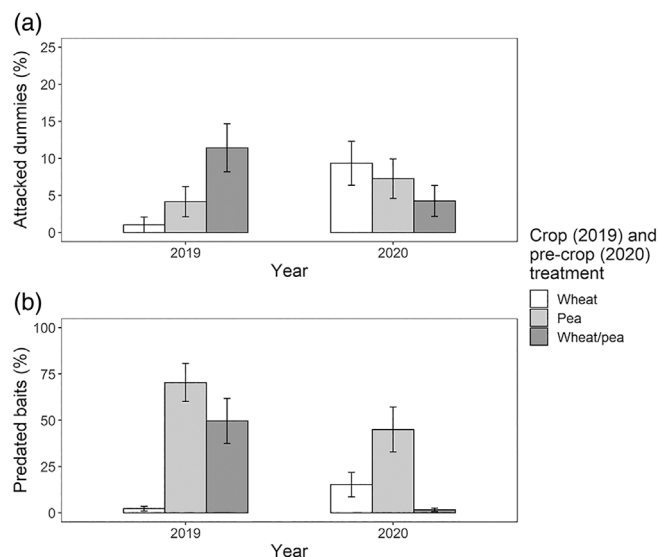 (a)
25
20
15
10
5
0
Attacked dummies (%)
2019
2020
Year
(b)
100
75
50
25
0
Predated baits (%)
2019
2020
Year
Crop (2019) and
pre-crop (2020)
treatment
Wheat
Pea
Wheat/pea